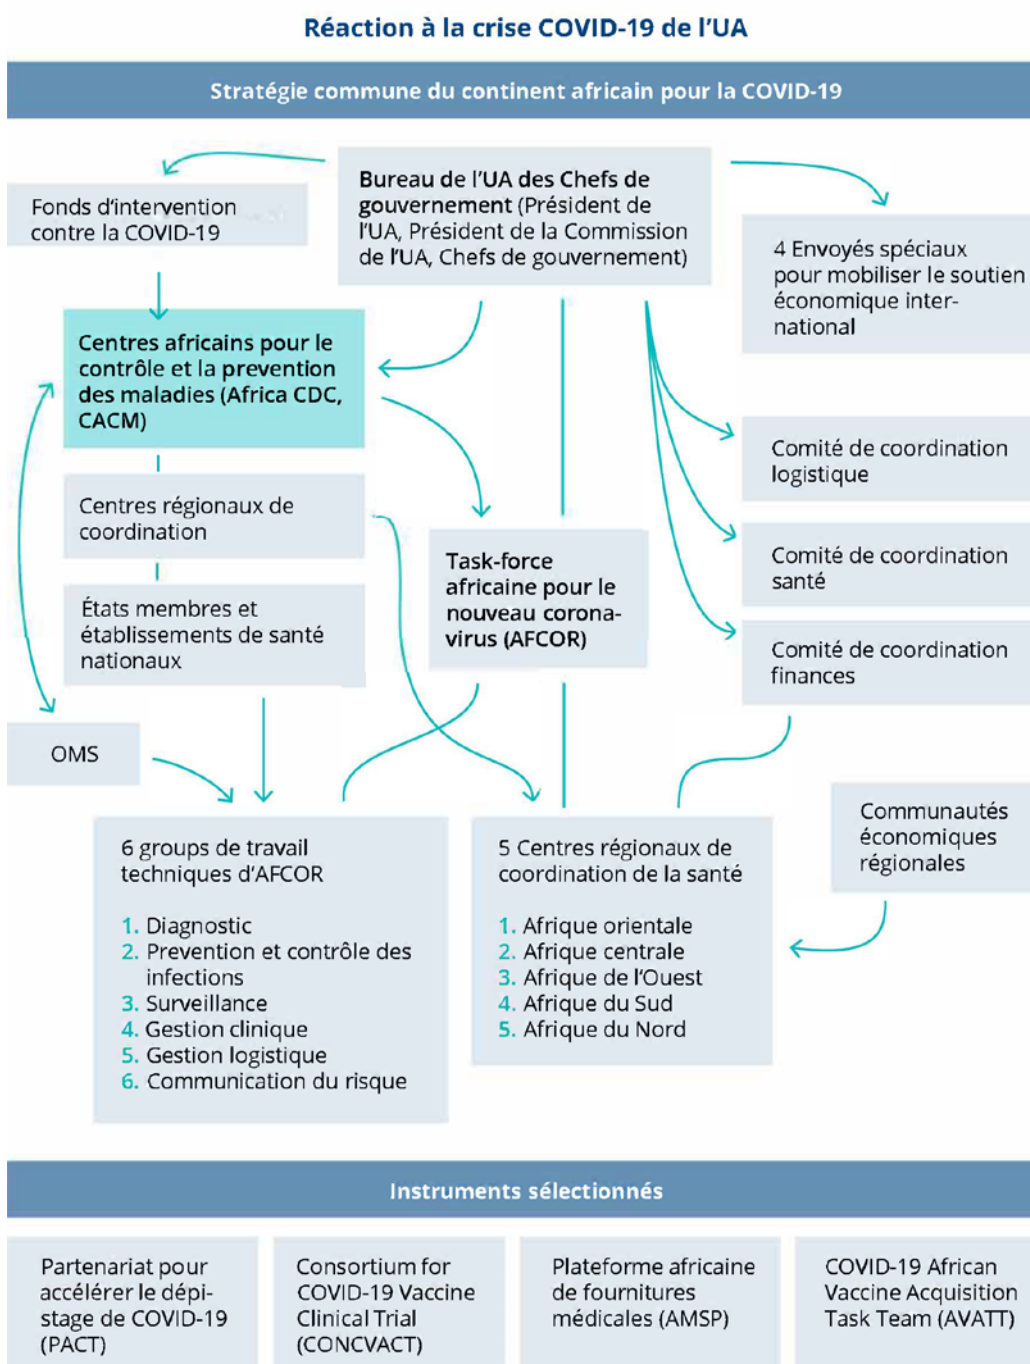 Réaction à la crise COVID-19 de l’UA
Stratégie commune du continent africain pour la COVID-19
Bureau de l’UA des Chefs de
gouvernement (Président de
l’UA, Président de la Commission
de l’UA, Chefs de gouvernement)
Fonds d’intervention
contre la COVID-19
4 Envoyés spéciaux
pour mobiliser le soutien
économique inter-
national
Centres africains pour le
contrôle et la prevention
des maladies (Africa CDC,
CACM)
Comité de coordination
logistique
Centres régionaux de
coordination
Task-force
africaine pour le
nouveau corona-
virus (AFCOR)
Comité de coordination
santé
États membres et
établissements de santé
nationaux
Comité de coordination
finances
OMS
Communautés
économiques
régionales
6 groups de travail
techniques d’AFCOR
1. Diagnostic
2. Prevention et contrôle des
infections
3. Surveillance
4. Gestion clinique
5. Gestion logistique
6. Communication du risque
5 Centres régionaux de
coordination de la santé
1. Afrique orientale
2. Afrique centrale
3. Afrique de l’Ouest
4. Afrique du Sud
5. Afrique du Nord
Instruments sélectionnés
Partenariat pour
accélérer le dépi-
stage de COVID-19
(PACT)
Consortium for
COVID-19 Vaccine
Clinical Trial
(CONCVACT)
Plateforme africaine
de fournitures
médicales (AMSP)
COVID-19 African
Vaccine Acquisition
Task Team (AVATT)